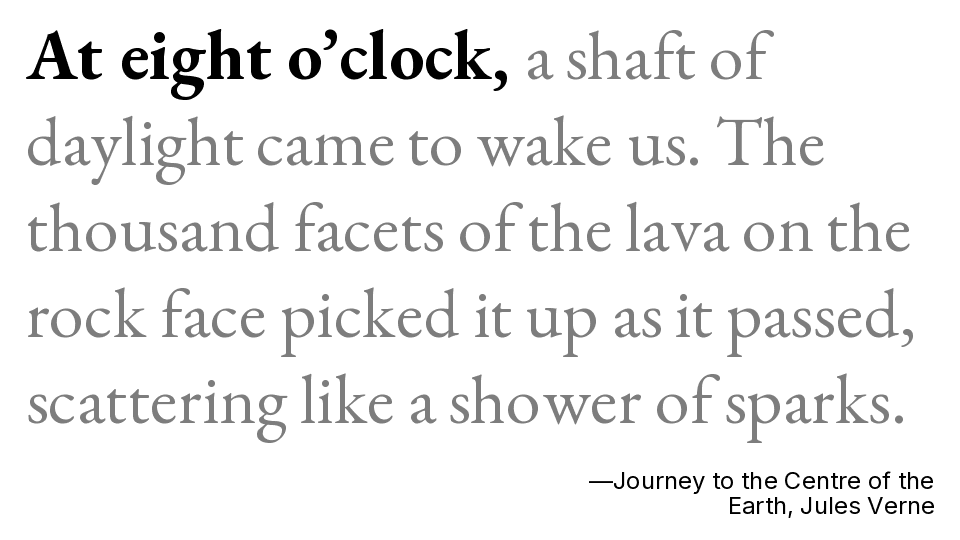 At eight o’clock, a shaft of
daylight came to wake us. The
thousand facets of the lava on the
rock face picked it up as it passed,
scattering like a shower of sparks.
—Journey to the Centre of the
Earth, Jules Verne